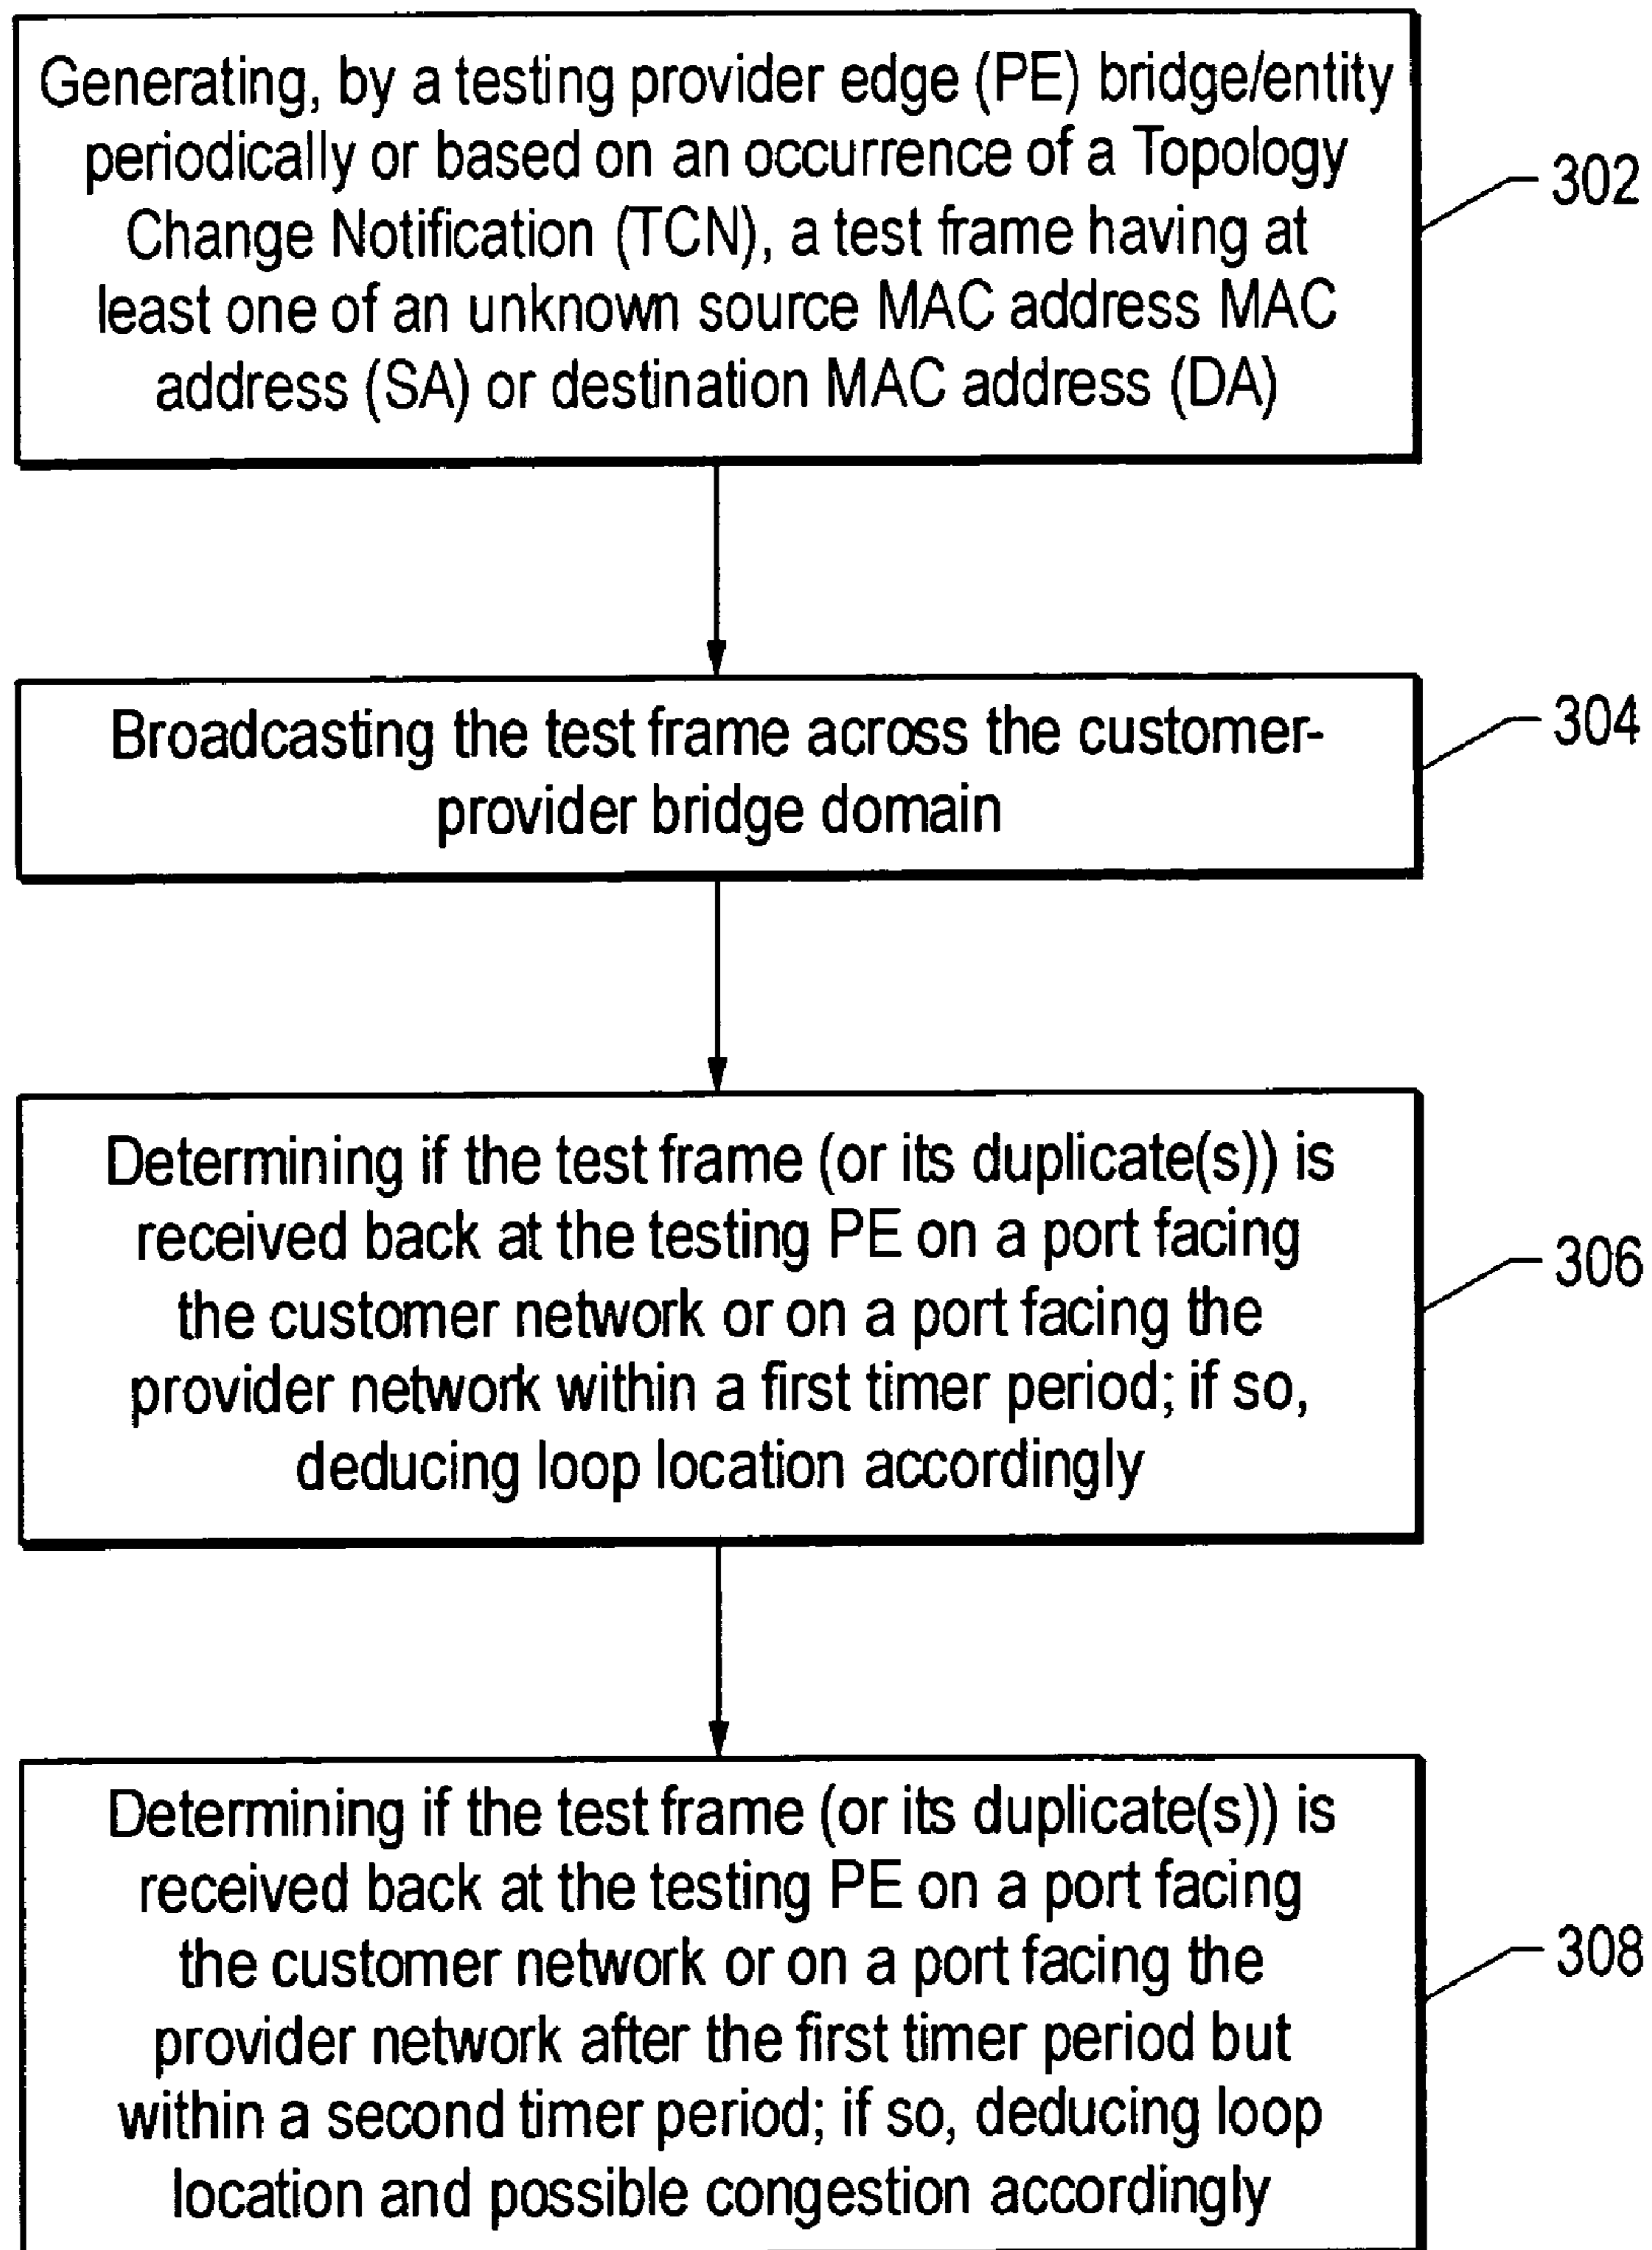 Generating, by a testing provider edge (PE) bridge/entity
periodically or based on an occurrence of a Topology
Change Notification (TCN), a test frame having at
least one of an unknown source MAC address MAC
address (SA) or destination MAC address (DA)
302
Broadcasting the test frame across the customer-
provider bridge domain
304
Determining if the test frame (or its duplicate(s)) is
received back at the testing PE on a port facing
the customer network or on a port facing the
provider network within a first timer period; if so,
deducing loop location accordingly
306
Determining if the test frame (or its duplicate(s)) is
received back at the testing PE on a port facing
the customer network or on a port facing the
provider network after the first timer period but
within a second timer period; if so, deducing loop
location and possible congestion accordingly
308